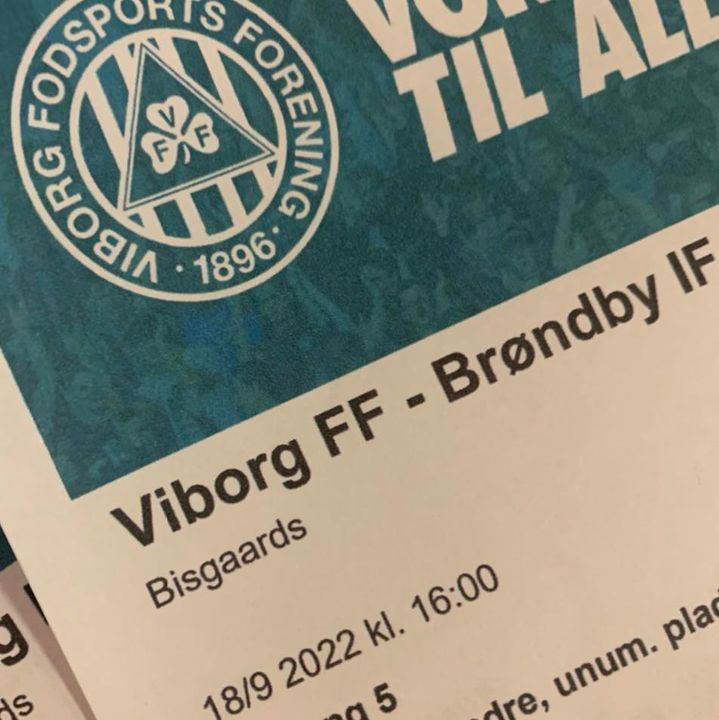 VIBORG FODSPORTS FORENING
· 1896 ·
V
F F
TIL ALL
Viborg FF - Brøndby IF
Bisgaards
18/9 2022 kl. 16:00
5
unum.